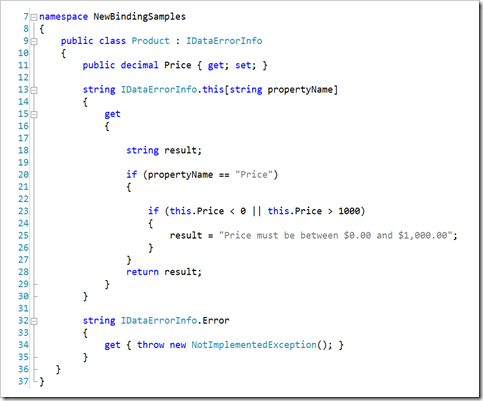 7 namespace NewBindingSamples
8 {
9     public class Product : IDataErrorInfo
10     {
11         public decimal Price { get; set; }
12
13         string IDataErrorInfo.this[string propertyName]
14         {
15             get
16             {
17
18                 string result;
19
20                 if (propertyName == "Price")
21                 {
22
23                     if (this.Price < 0 || this.Price > 1000)
24                     {
25                         result = "Price must be between $0.00 and $1,000.00";
26                     }
27                 }
28                 return result;
29             }
30         }
31
32         string IDataErrorInfo.Error
33         {
34             get { throw new NotImplementedException(); }
35         }
36     }
37 }